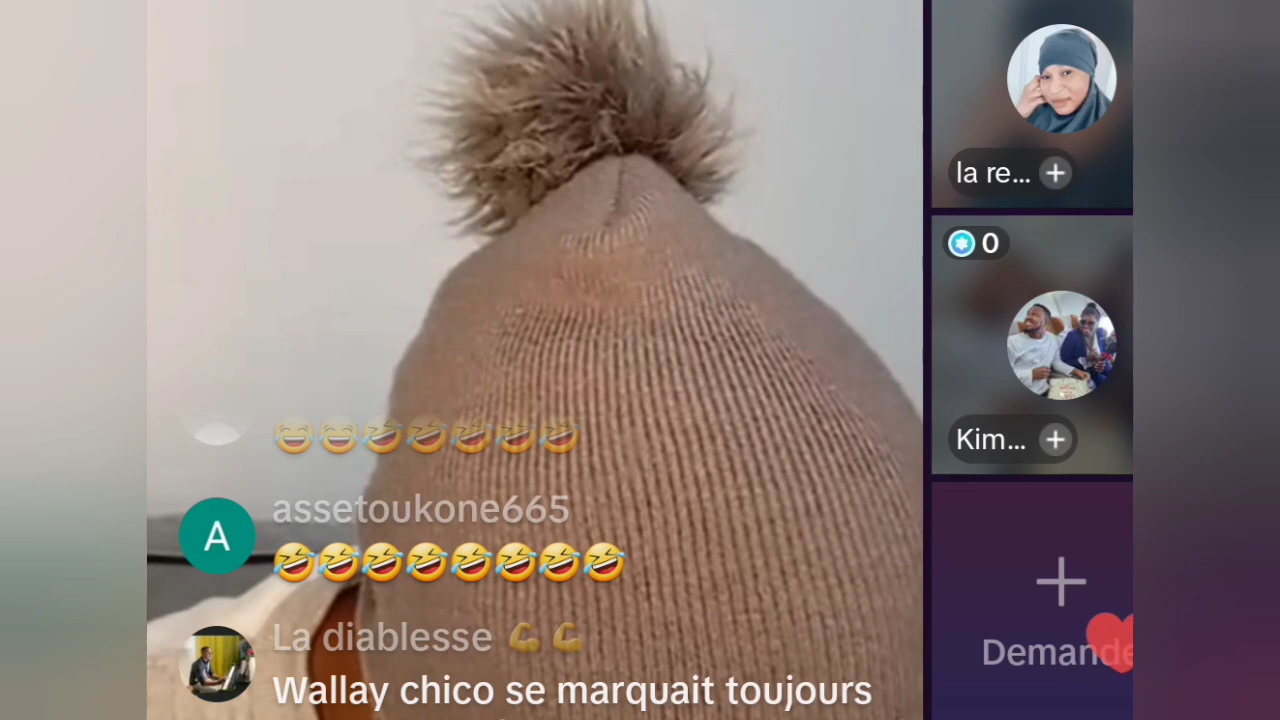 la re...
0
Kim...
Demande
A
assetoukone665
🤣🤣🤣🤣🤣🤣🤣🤣
La diablesse 💪 💪
Wallay chico se marquait toujours